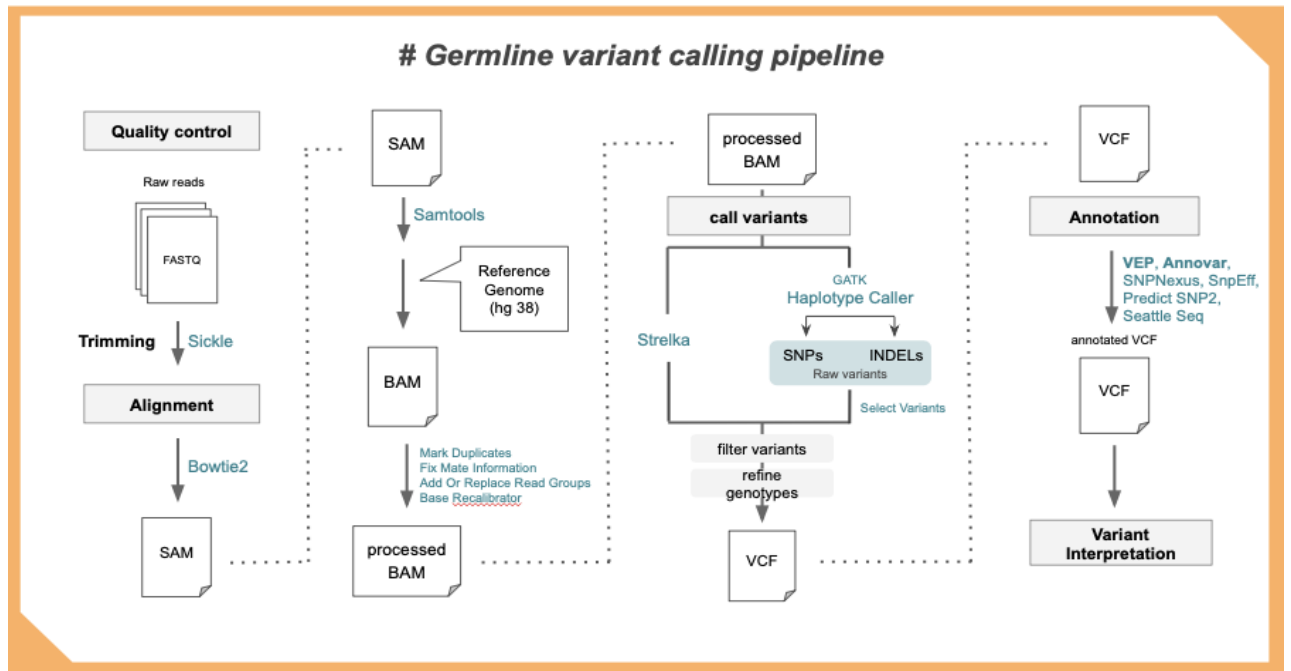 # Germline variant calling pipeline
Quality control
Raw reads
FASTQ
Trimming
Sickle
Alignment
Bowtie2
SAM
SAM
Samtools
Reference
Genome
(hg 38)
BAM
Mark Duplicates
Fix Mate Information
Add Or Replace Read Groups
Base Recalibrator
processed
BAM
processed
BAM
call variants
Strelka
GATK
Haplotype Caller
SNPs
INDELs
Raw variants
Select Variants
filter variants
refine
genotypes
VCF
VCF
Annotation
VEP, Annovar,
SNPNexus, SnpEff,
Predict SNP2,
Seattle Seq
annotated VCF
VCF
Variant
Interpretation